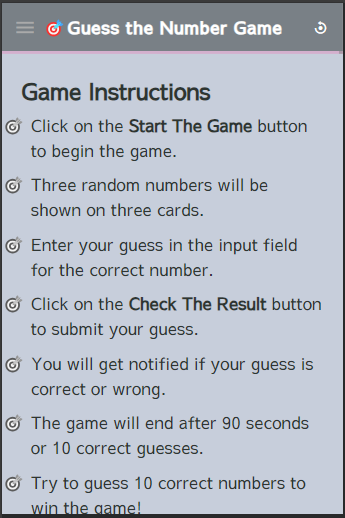 Guess the Number Game
Game Instructions
Click on the Start The Game button
to begin the game.
Three random numbers will be
shown on three cards.
Enter your guess in the input field
for the correct number.
Click on the Check The Result button
to submit your guess.
You will get notified if your guess is
correct or wrong.
The game will end after 90 seconds
or 10 correct guesses.
Try to guess 10 correct numbers to
win the game!